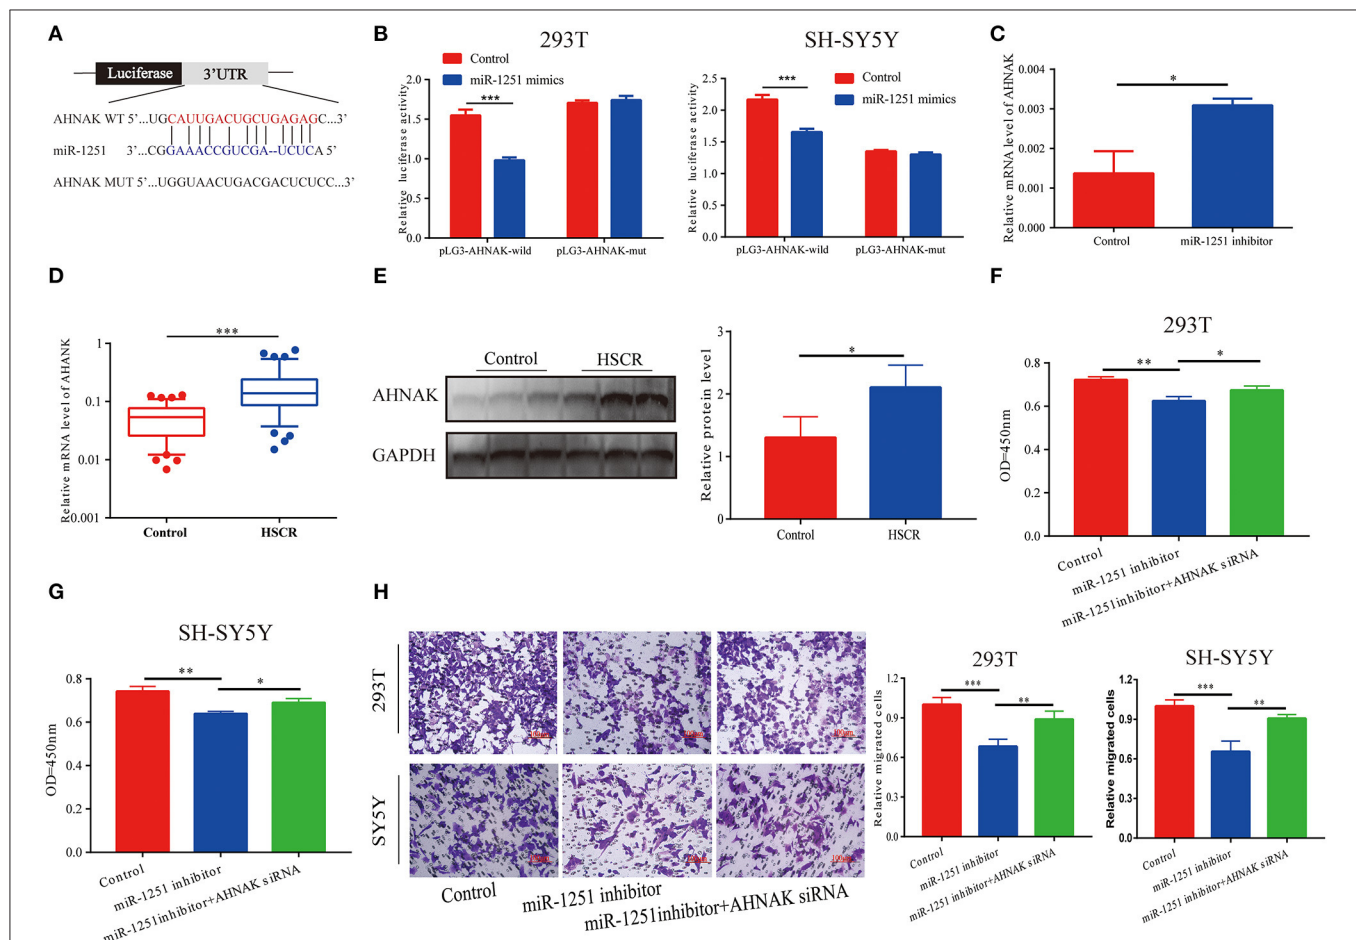 A
Luciferase 3'UTR
AHNAK WT 5'...UGCAUUGACUGCUGAGAGC...3'
miR-1251 3'...CGGAAACCGUCGA--UCUCA 5'
AHNAK MUT 5'...UGGUAACUGACGACUCUCC...3'
B
293T
Control
miR-1251 mimics
Relative luciferase activity
2.0
1.5
1.0
0.5
0.0
***
pLG3-AHNAK-wild
pLG3-AHNAK-mut
SH-SY5Y
Control
miR-1251 mimics
Relative luciferase activity
2.5
2.0
1.5
1.0
0.5
0.0
***
pLG3-AHNAK-wild
pLG3-AHNAK-mut
C
Relative mRNA level of AHNAK
0.004
0.003
0.002
0.001
0.000
*
Control
miR-1251 inhibitor
D
Relative mRNA level of AHANK
1
0.1
0.01
0.001
***
Control
HSCR
E
Control HSCR
AHNAK
GAPDH
Relative protein level
3
2
1
0
*
Control
HSCR
F
293T
OD=450nm
0.8
0.6
0.4
0.2
0.0
**
*
Control
miR-1251 inhibitor
miR-1251inhibitor+AHNAK siRNA
G
SH-SY5Y
OD=450nm
0.8
0.6
0.4
0.2
0.0
**
*
Control
miR-1251 inhibitor
miR-1251inhibitor+AHNAK siRNA
H
293T
SY5Y
100μm
100μm
100μm
100μm
100μm
100μm
Control
miR-1251 inhibitor
miR-1251inhibitor+AHNAK siRNA
293T
Relative migrated cells
1.2
0.9
0.6
0.3
0.0
***
**
Control
miR-1251 inhibitor
miR-1251inhibitor+AHNAK siRNA
SH-SY5Y
Relative migrated cells
1.2
0.9
0.6
0.3
0.0
***
**
Control
miR-1251 inhibitor
miR-1251inhibitor+AHNAK siRNA